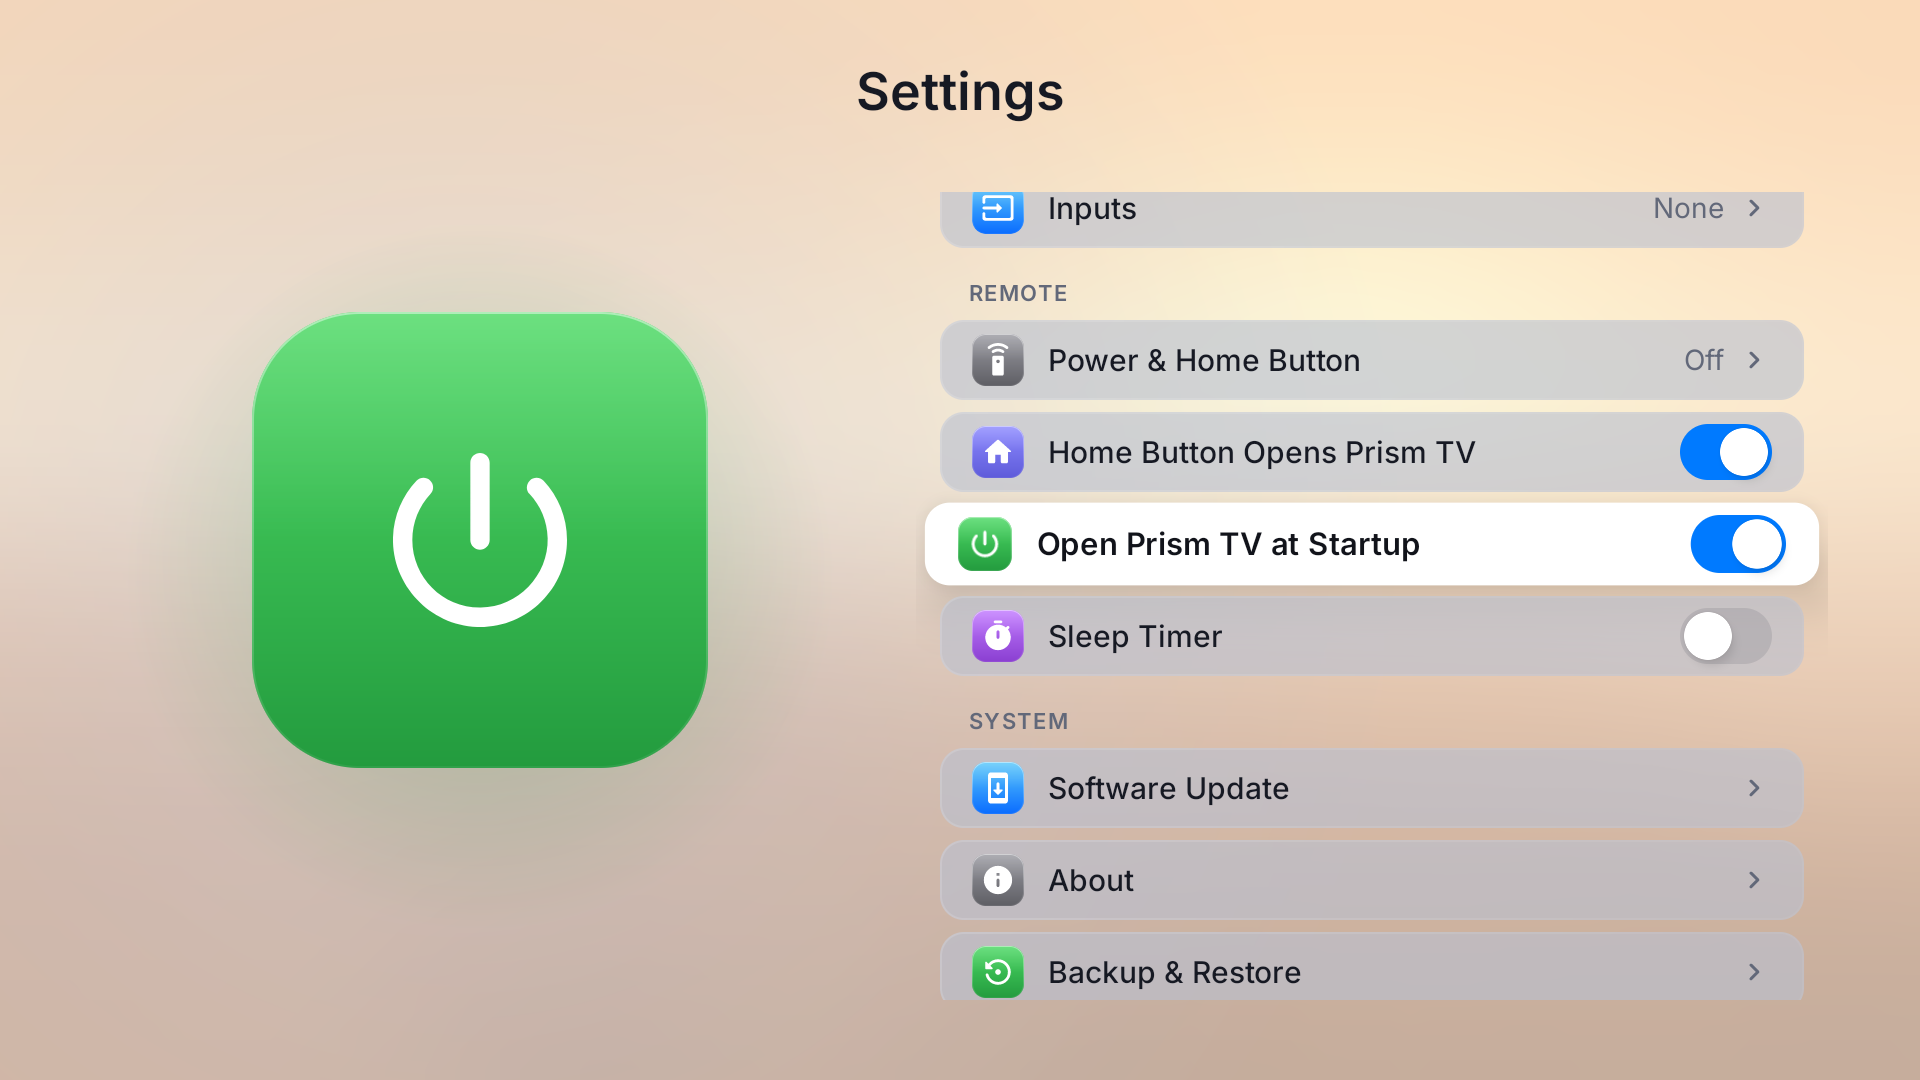 Settings
Inputs
None
REMOTE
Power & Home Button
Off
Home Button Opens Prism TV
Open Prism TV at Startup
Sleep Timer
SYSTEM
Software Update
About
Backup & Restore